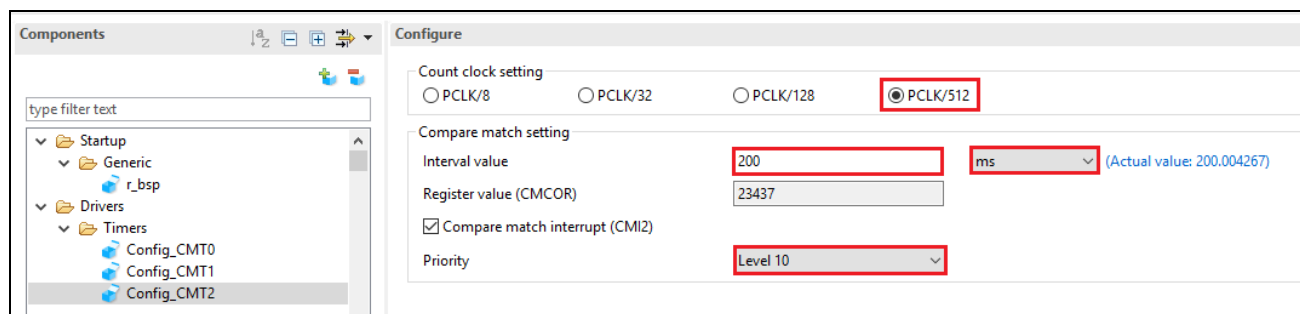 Components
type filter text
Startup
Generic
r_bsp
Drivers
Timers
Config_CMT0
Config_CMT1
Config_CMT2
Configure
Count clock setting
PCLK/8 PCLK/32 PCLK/128 PCLK/512
Compare match setting
Interval value 200 ms (Actual value: 200.004267)
Register value (CMCOR) 23437
Compare match interrupt (CMI2)
Priority Level 10